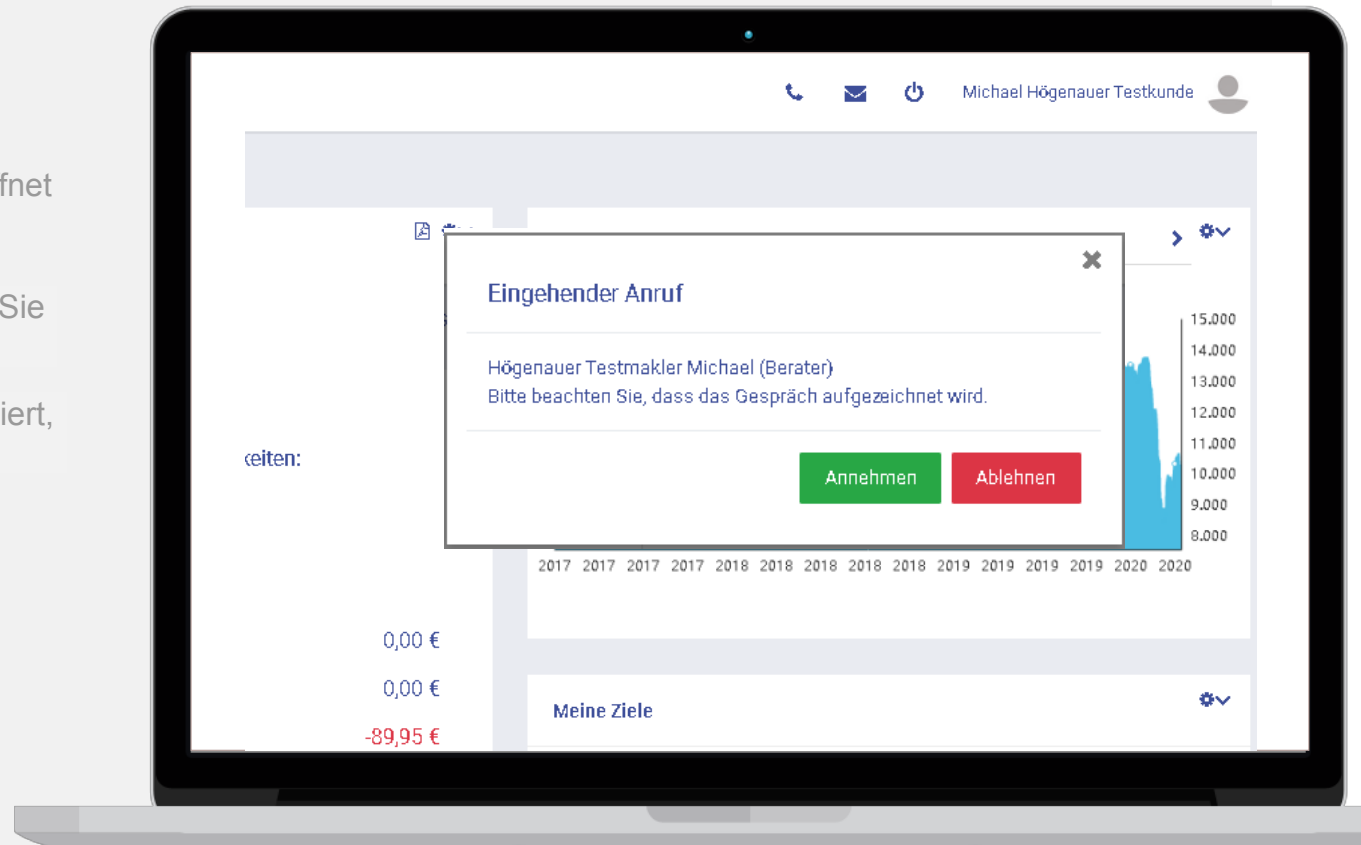 fnet
Sie
iert,
Michael Högenauer Testkunde
Eingehender Anruf
Högenauer Testmakler Michael (Berater)
Bitte beachten Sie, dass das Gespräch aufgezeichnet wird.
Annehmen
Ablehnen
keiten:
0,00 €
0,00 €
-89,95 €
15.000
14.000
13.000
12.000
11.000
10.000
9.000
8.000
2017 2017 2017 2017 2018 2018 2018 2018 2018 2019 2019 2019 2019 2020 2020
Meine Ziele